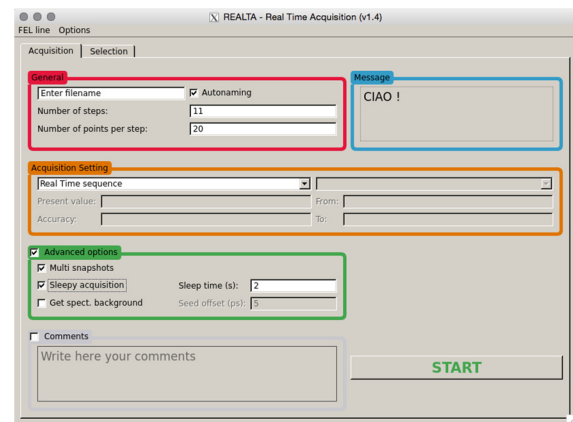 REALTA - Real Time Acquisition (v1.4)
FEL line Options
Acquisition Selection
General
Enter filename Autonaming
Number of steps: 11
Number of points per step: 20
Message
CIAO !
Acquisition Setting
Real Time sequence
Present value: From:
Accuracy: To:
Advanced options
Multi snapshots
Sleepy acquisition Sleep time (s): 2
Get spect. background Seed offset (ps): 5
Comments
Write here your comments
START